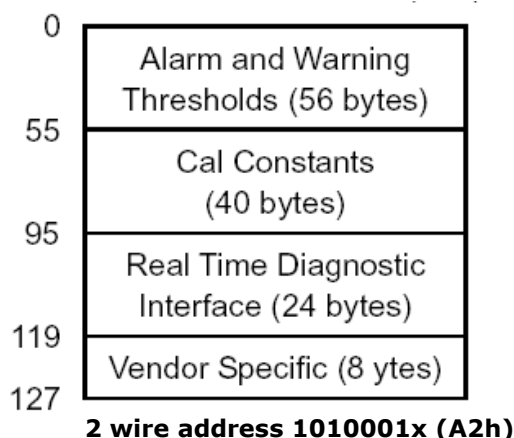 0
Alarm and Warning
Thresholds (56 bytes)
55
Cal Constants
(40 bytes)
95
Real Time Diagnostic
Interface (24 bytes)
119
Vendor Specific (8 ytes)
127
2 wire address 1010001x (A2h)